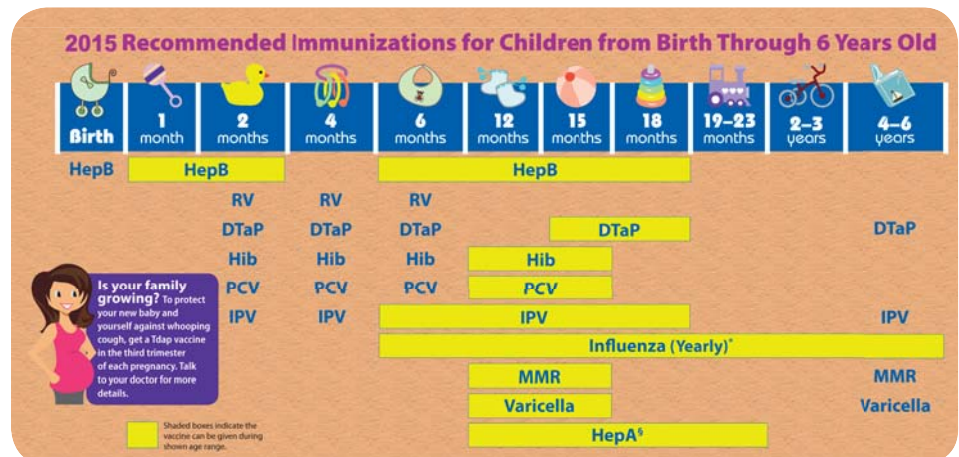 2015 Recommended Immunizations for Children from Birth Through 6 Years Old
Birth
1
month
2
months
4
months
6
months
12
months
15
months
18
months
19–23
months
2–3
years
4–6
years
HepB HepB HepB
RV RV RV
DTaP DTaP DTaP DTaP DTaP
Hib Hib Hib Hib
PCV PCV PCV PCV
IPV IPV IPV IPV
Influenza (Yearly)*
MMR MMR
Varicella Varicella
HepA§
Is your family
growing? To protect
your new baby and
yourself against whooping
cough, get a Tdap vaccine
in the third trimester
of each pregnancy. Talk
to your doctor for more
details.
Shaded boxes indicate the
vaccine can be given during
shown age range.